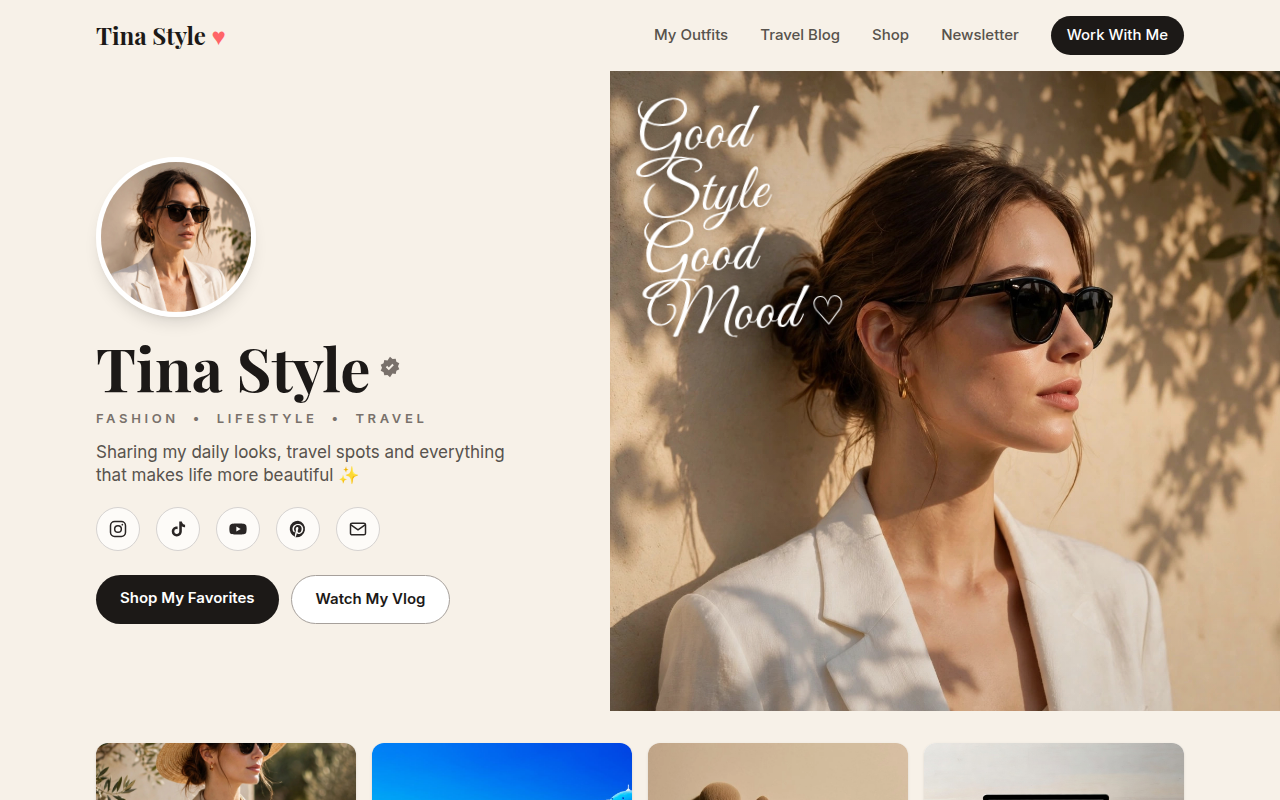 Tina Style ♥
My Outfits
Travel Blog
Shop
Newsletter
Work With Me
Good
Style
Good
Mood ♡
Tina Style
FASHION • LIFESTYLE • TRAVEL
Sharing my daily looks, travel spots and everything
that makes life more beautiful ✨
Shop My Favorites
Watch My Vlog